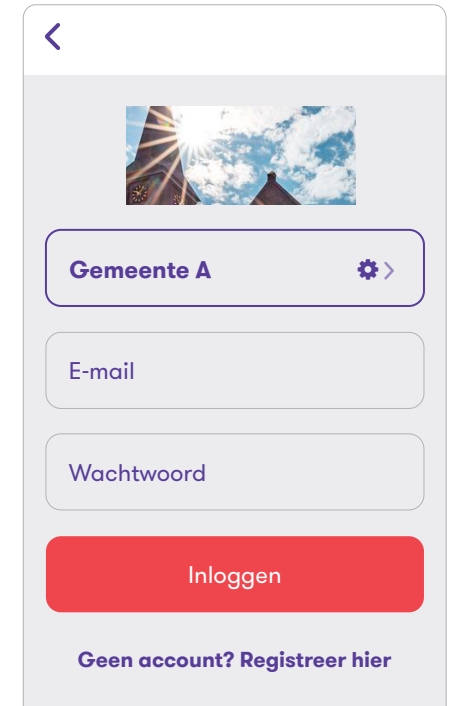 Gemeente A
E-mail
Wachtwoord
Inloggen
Geen account? Registreer hier